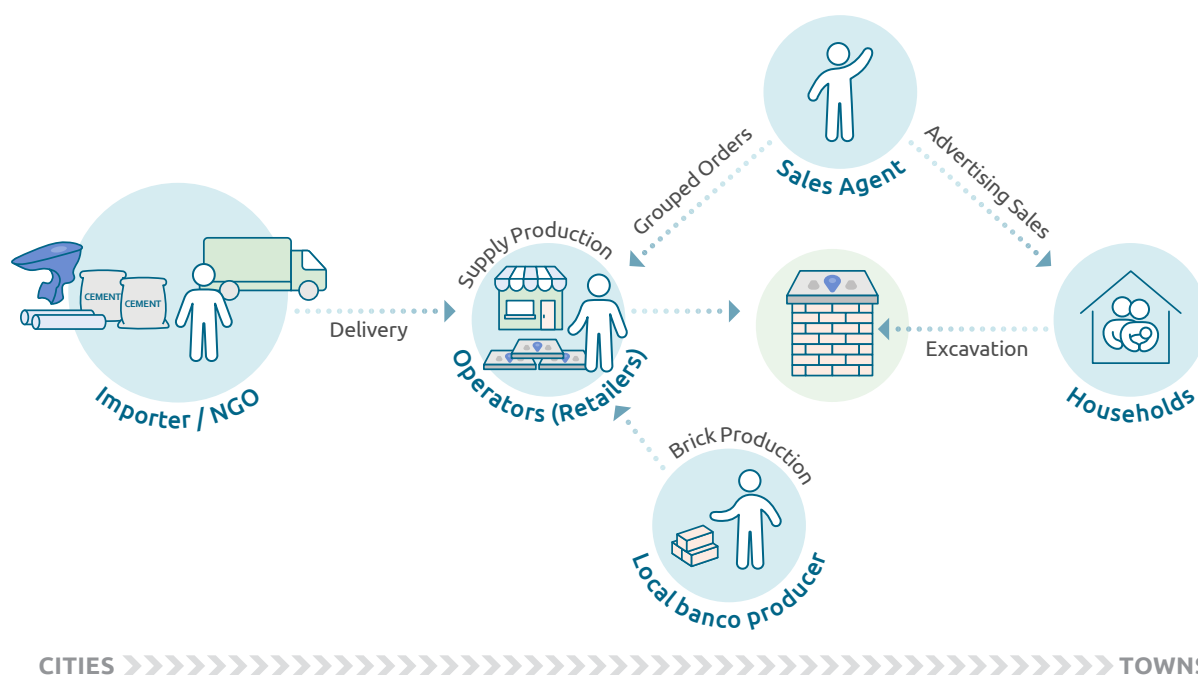 Sales Agent
Grouped Orders
Advertising Sales
CEMENT
CEMENT
Importer / NGO
Delivery
Supply Production
Operators (Retailers)
Excavation
Households
Brick Production
Local banco producer
CITIES
TOWNS